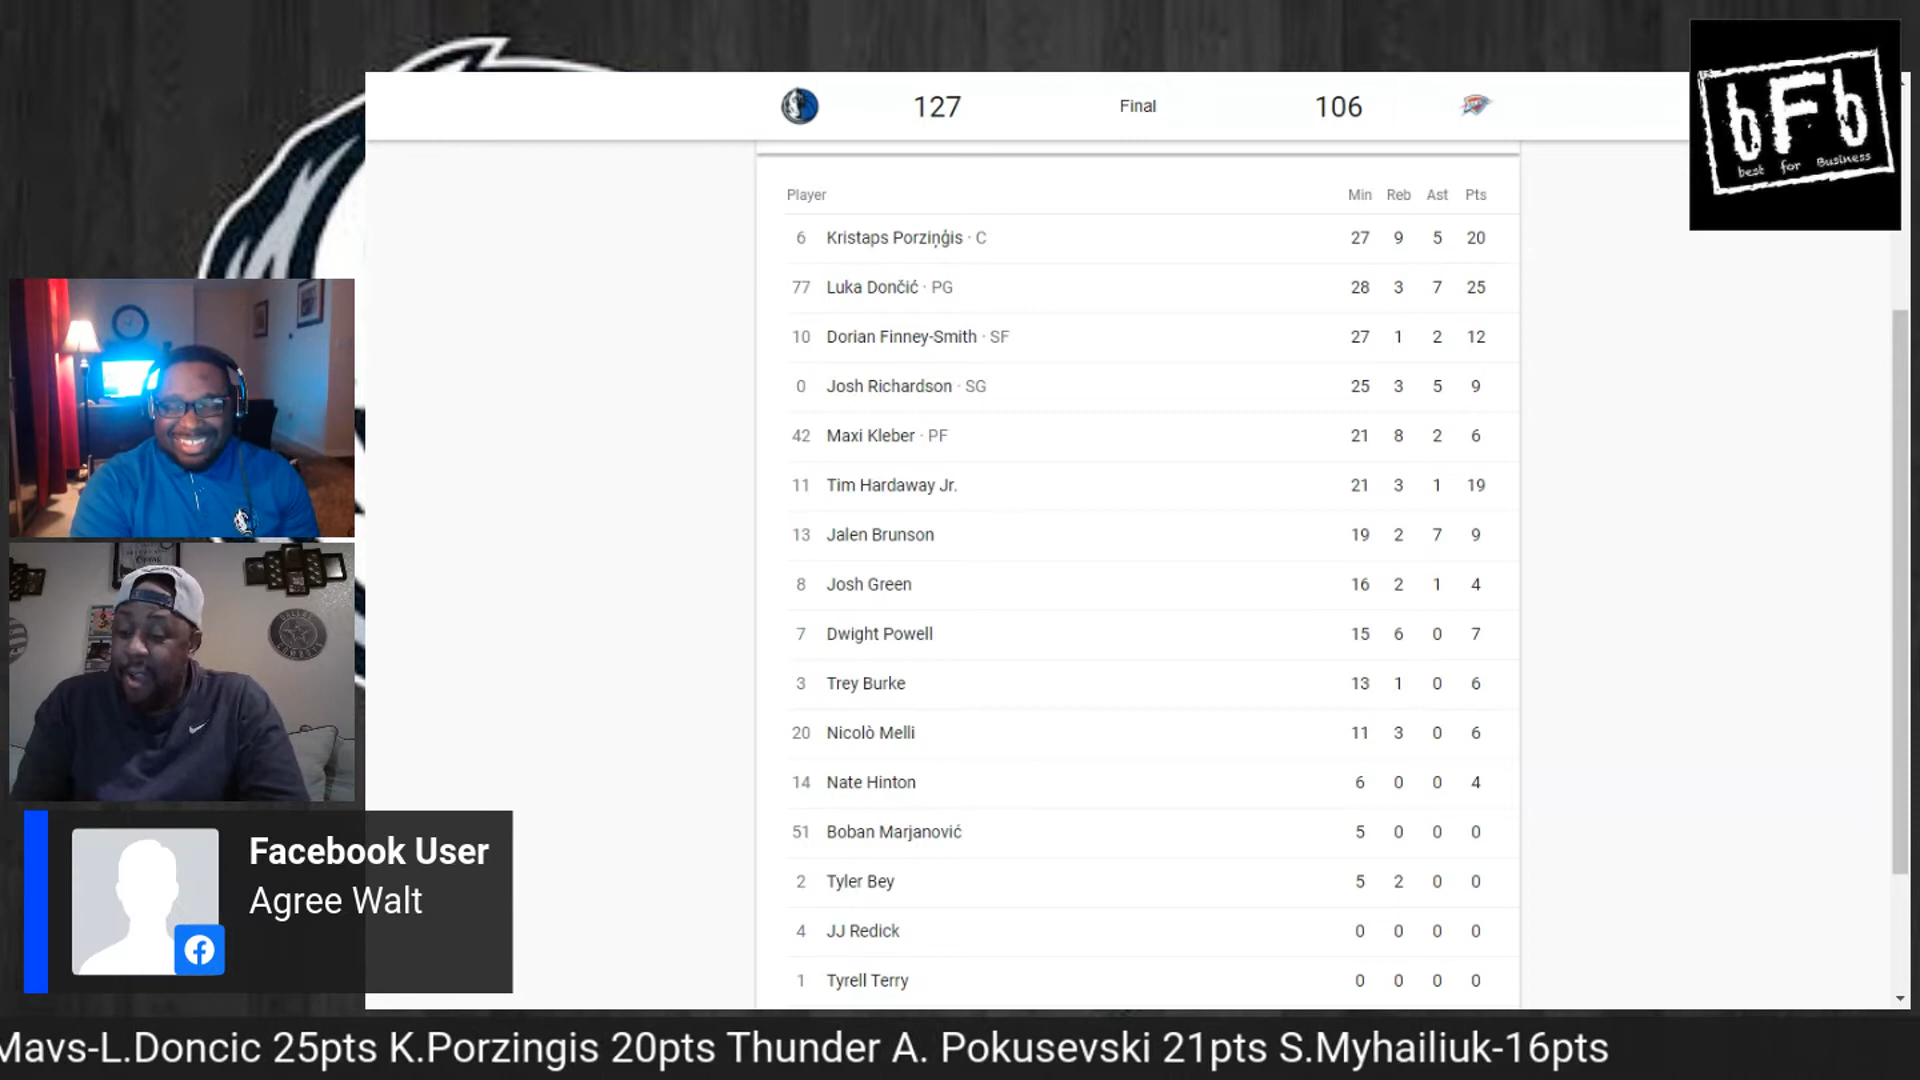 127 Final 106
bFb
best for Business
Player Min Reb Ast Pts
6 Kristaps Porziņģis · C 27 9 5 20
77 Luka Dončić · PG 28 3 7 25
10 Dorian Finney-Smith · SF 27 1 2 12
0 Josh Richardson · SG 25 3 5 9
42 Maxi Kleber · PF 21 8 2 6
11 Tim Hardaway Jr. 21 3 1 19
13 Jalen Brunson 19 2 7 9
8 Josh Green 16 2 1 4
7 Dwight Powell 15 6 0 7
3 Trey Burke 13 1 0 6
20 Nicolò Melli 11 3 0 6
14 Nate Hinton 6 0 0 4
51 Boban Marjanović 5 0 0 0
2 Tyler Bey 5 2 0 0
4 JJ Redick 0 0 0 0
1 Tyrell Terry 0 0 0 0
Facebook User
Agree Walt
Mavs-L.Doncic 25pts K.Porzingis 20pts Thunder A. Pokusevski 21pts S.Myhailiuk-16pts